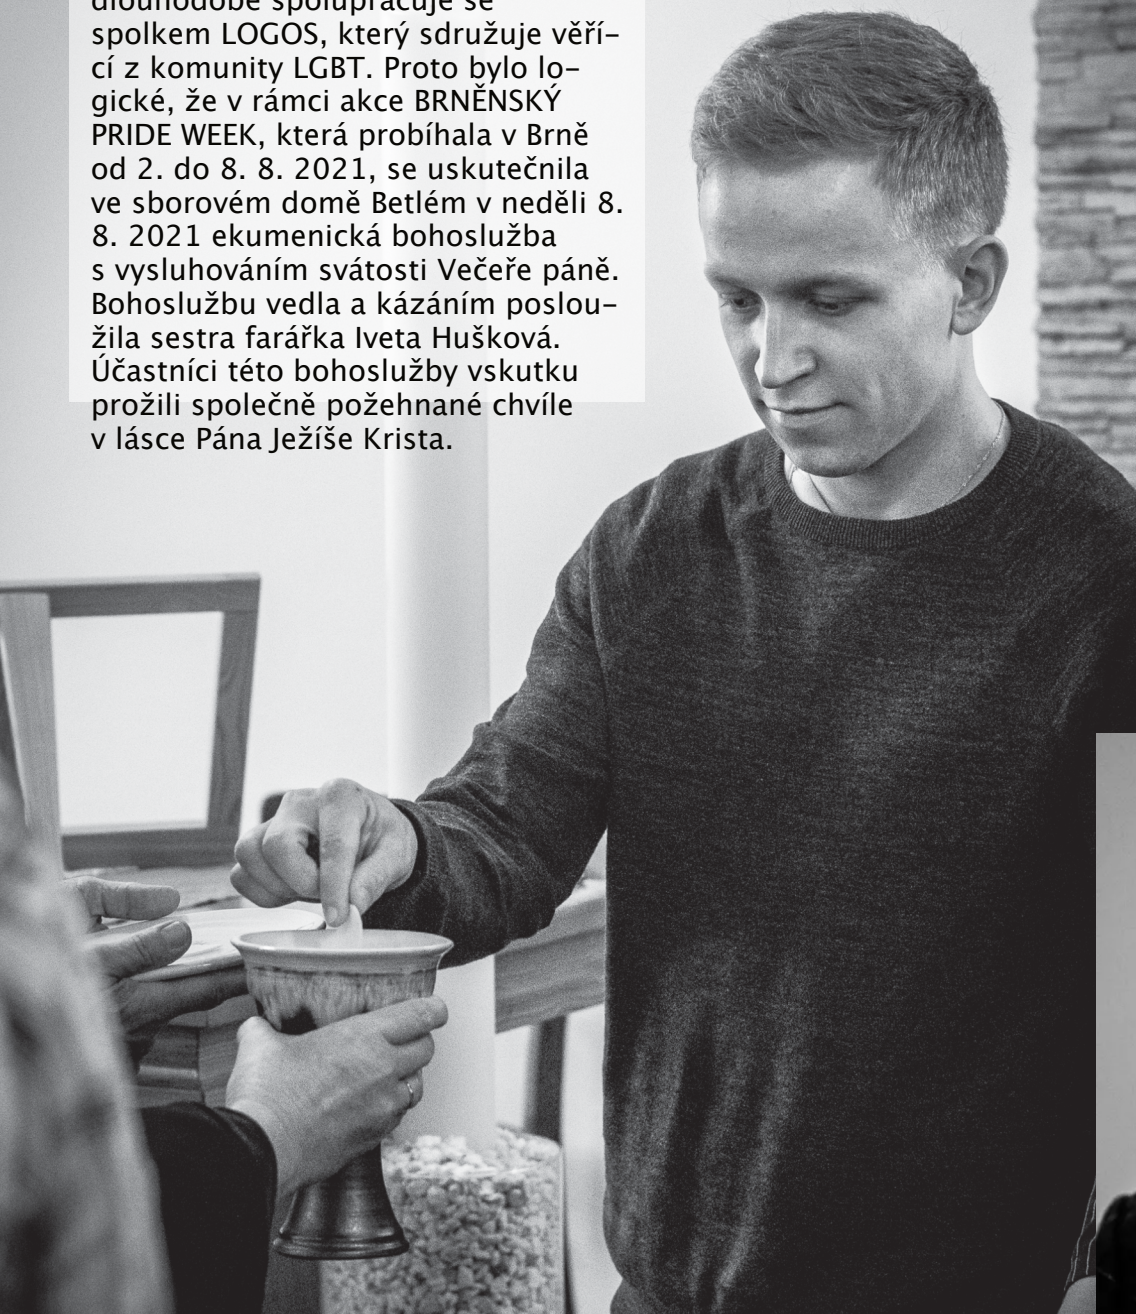 dlouhodobě spolupracuje se
spolkem LOGOS, který sdružuje věří-
cí z komunity LGBT. Proto bylo lo-
gické, že v rámci akce BRNĚNSKÝ
PRIDE WEEK, která probíhala v Brně
od 2. do 8. 8. 2021, se uskutečnila
ve sborovém domě Betlém v neděli 8.
8. 2021 ekumenická bohoslužba
s vysluhováním svátosti Večeře páně.
Bohoslužbu vedla a kázáním poslou-
žila sestra farářka Iveta Hušková.
Účastníci této bohoslužby vskutku
prožili společně požehnané chvíle
v lásce Pána Ježíše Krista.